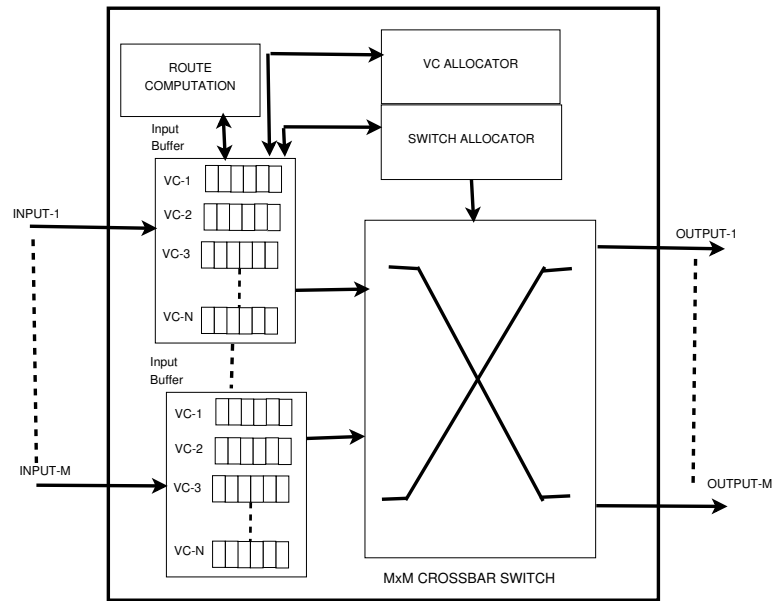 ROUTE
COMPUTATION
VC ALLOCATOR
SWITCH ALLOCATOR
Input
Buffer
VC-1
VC-2
VC-3
VC-N
INPUT-1
OUTPUT-1
Input
Buffer
VC-1
VC-2
VC-3
VC-N
INPUT-M
OUTPUT-M
MxM CROSSBAR SWITCH